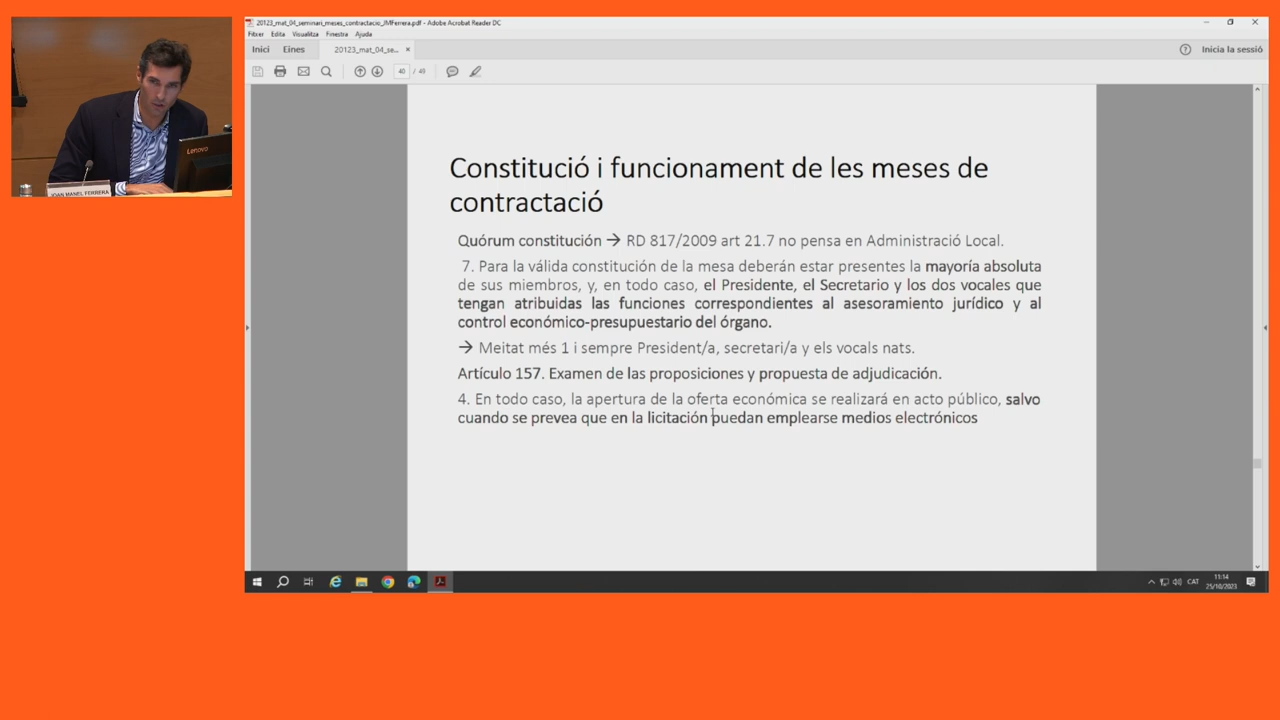 20123_mat_04_seminari_meses_contractacio_JMFerrera.pdf - Adobe Acrobat Reader DC
Fitxer Edita Visualitza Finestra Ajuda
Inici Eines 20123_mat_04_se... × Inicia la sessió
40 / 49
Lenovo
JOAN MANEL FERRERA
Constitució i funcionament de les meses de
contractació
Quórum constitución → RD 817/2009 art 21.7 no pensa en Administració Local.
7. Para la válida constitución de la mesa deberán estar presentes la mayoría absoluta
de sus miembros, y, en todo caso, el Presidente, el Secretario y los dos vocales que
tengan atribuidas las funciones correspondientes al asesoramiento jurídico y al
control económico-presupuestario del órgano.
→ Meitat més 1 i sempre President/a, secretari/a y els vocals nats.
Artículo 157. Examen de las proposiciones y propuesta de adjudicación.
4. En todo caso, la apertura de la oferta económica se realizará en acto público, salvo
cuando se prevea que en la licitación puedan emplearse medios electrónicos
CAT
11:14
25/10/2023